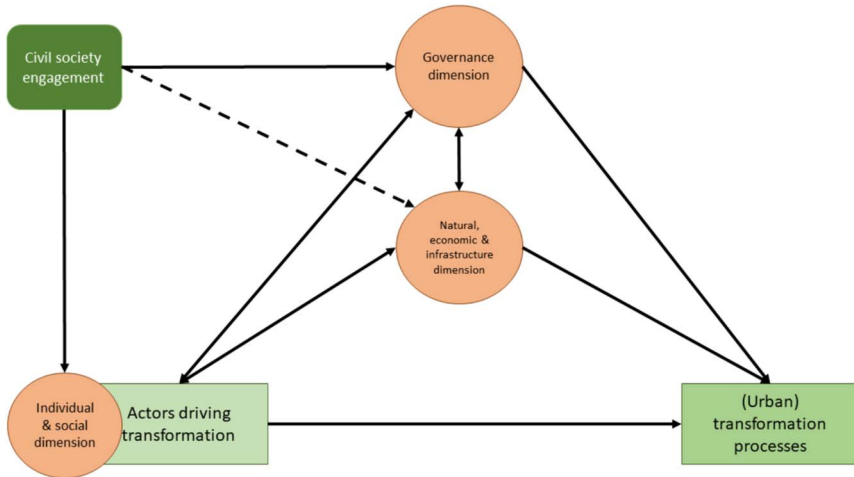 Civil society
engagement
Governance
dimension
Natural,
economic &
infrastructure
dimension
Individual
& social
dimension
Actors driving
transformation
(Urban)
transformation
processes